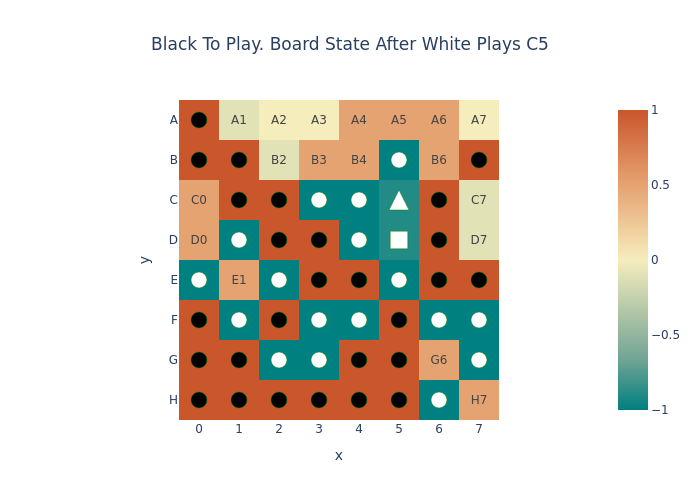 Black To Play. Board State After White Plays C5
A A1 A2 A3 A4 A5 A6 A7 1
B B2 B3 B4 B6
C C0 C7 0.5
D D0 D7
E E1 0
F
G G6 −0.5
H H7 −1
0 1 2 3 4 5 6 7
x
y